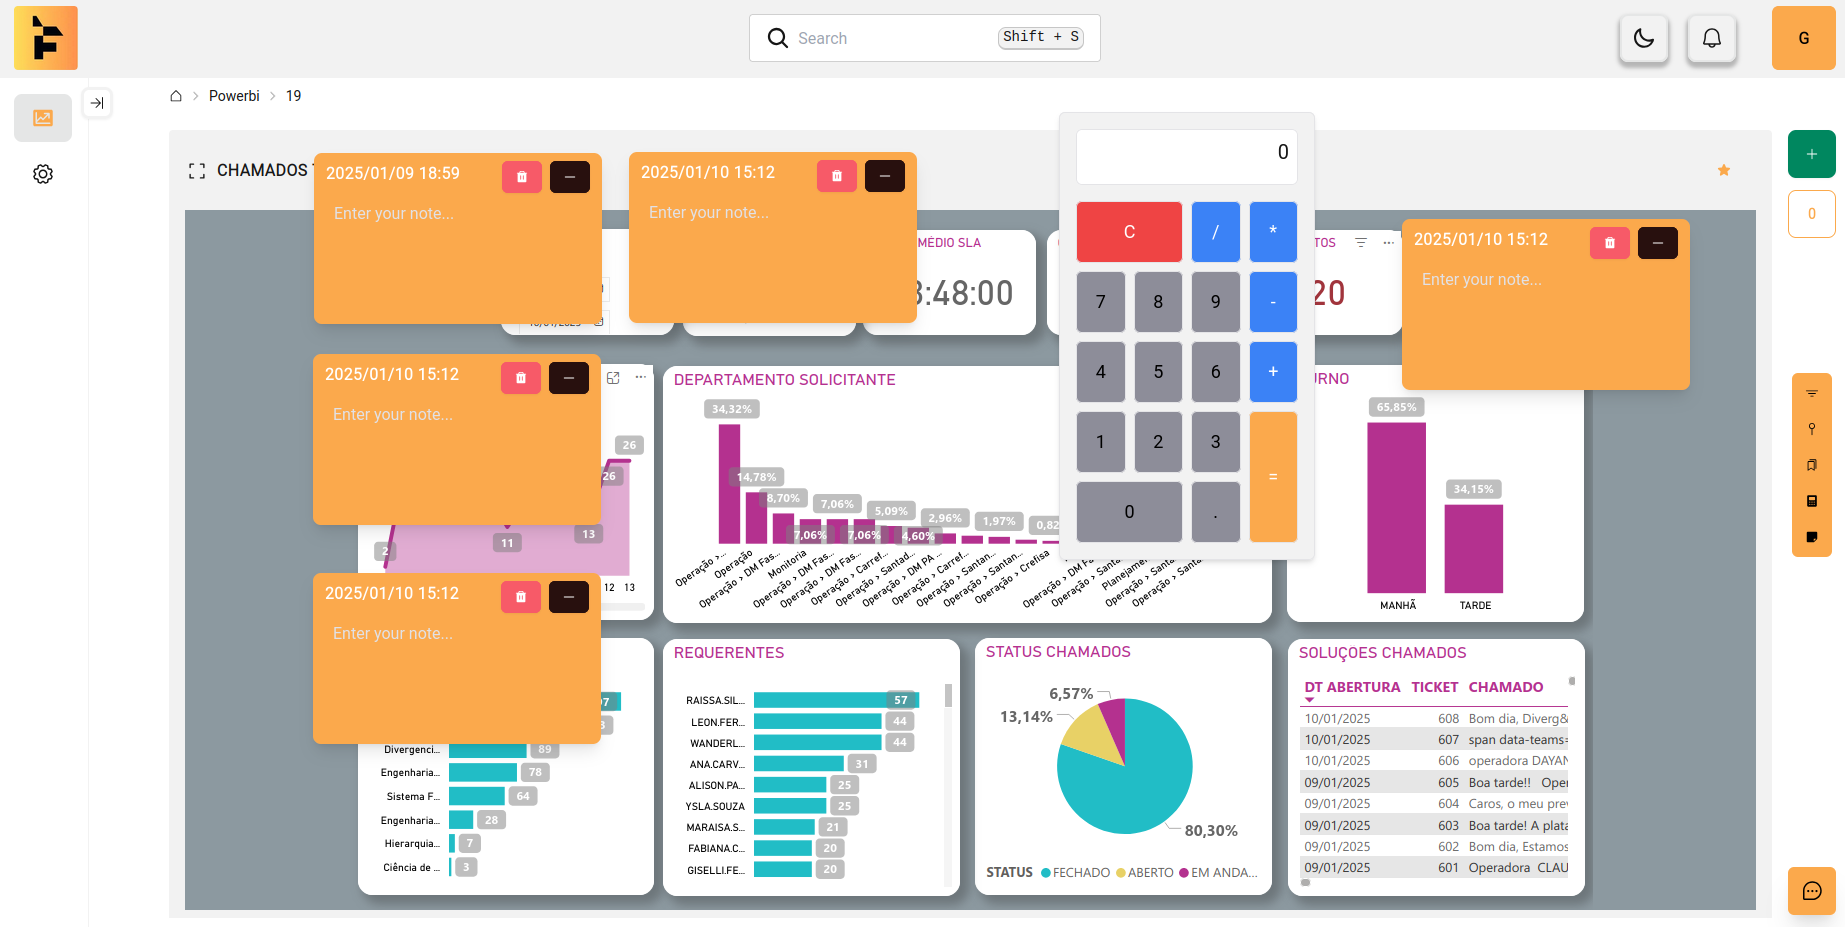 F
Search
Shift + S
G
Powerbi
19
CHAMADOS
0
2025/01/09 18:59
Enter your note...
2025/01/10 15:12
Enter your note...
2025/01/10 15:12
Enter your note...
2025/01/10 15:12
Enter your note...
2025/01/10 15:12
Enter your note...
0
C / *
7 8 9 -
4 5 6 +
1 2 3
0 . =
MÉDIO SLA
:48:00
TOS
20
26
26
13
11
2
12 13
DEPARTAMENTO SOLICITANTE
34,32%
14,78%
8,70%
7,06%
7,06%
7,06%
5,09%
4,60%
2,96%
1,97%
0,82
Operação >...
Operação
Operação > DM Fas...
Monitoria
Operação > DM Fas...
Operação > DM Fas...
Operação > Carref...
Operação > Santad...
Operação > DM PA ...
Operação > Carref...
Operação > Santan...
Operação > Santan...
Operação > Crefisa
Operação > DM F
Operação > Santa
Planejame
Operação > Santa
Operação > Santa
URNO
65,85%
34,15%
MANHÃ
TARDE
Divergenci... 89
Engenharia... 78
Sistema F... 64
Engenharia... 28
Hierarquia... 7
Ciência de ... 3
REQUERENTES
RAISSA.SIL... 57
LEON.FER... 44
WANDERL... 44
ANA.CARV... 31
ALISON.PA... 25
YSLA.SOUZA 25
MARAISA.S... 21
FABIANA.C... 20
GISELLI.FE... 20
STATUS CHAMADOS
6,57%
13,14%
80,30%
STATUS FECHADO ABERTO EM ANDA...
SOLUÇOES CHAMADOS
DT ABERTURA TICKET CHAMADO
10/01/2025 608 Bom dia, Diverg&
10/01/2025 607 span data-teams=
10/01/2025 606 operadora DAYAN
09/01/2025 605 Boa tarde!! Oper
09/01/2025 604 Caros, o meu prev
09/01/2025 603 Boa tarde! A plata
09/01/2025 602 Bom dia, Estamos
09/01/2025 601 Operadora CLAU